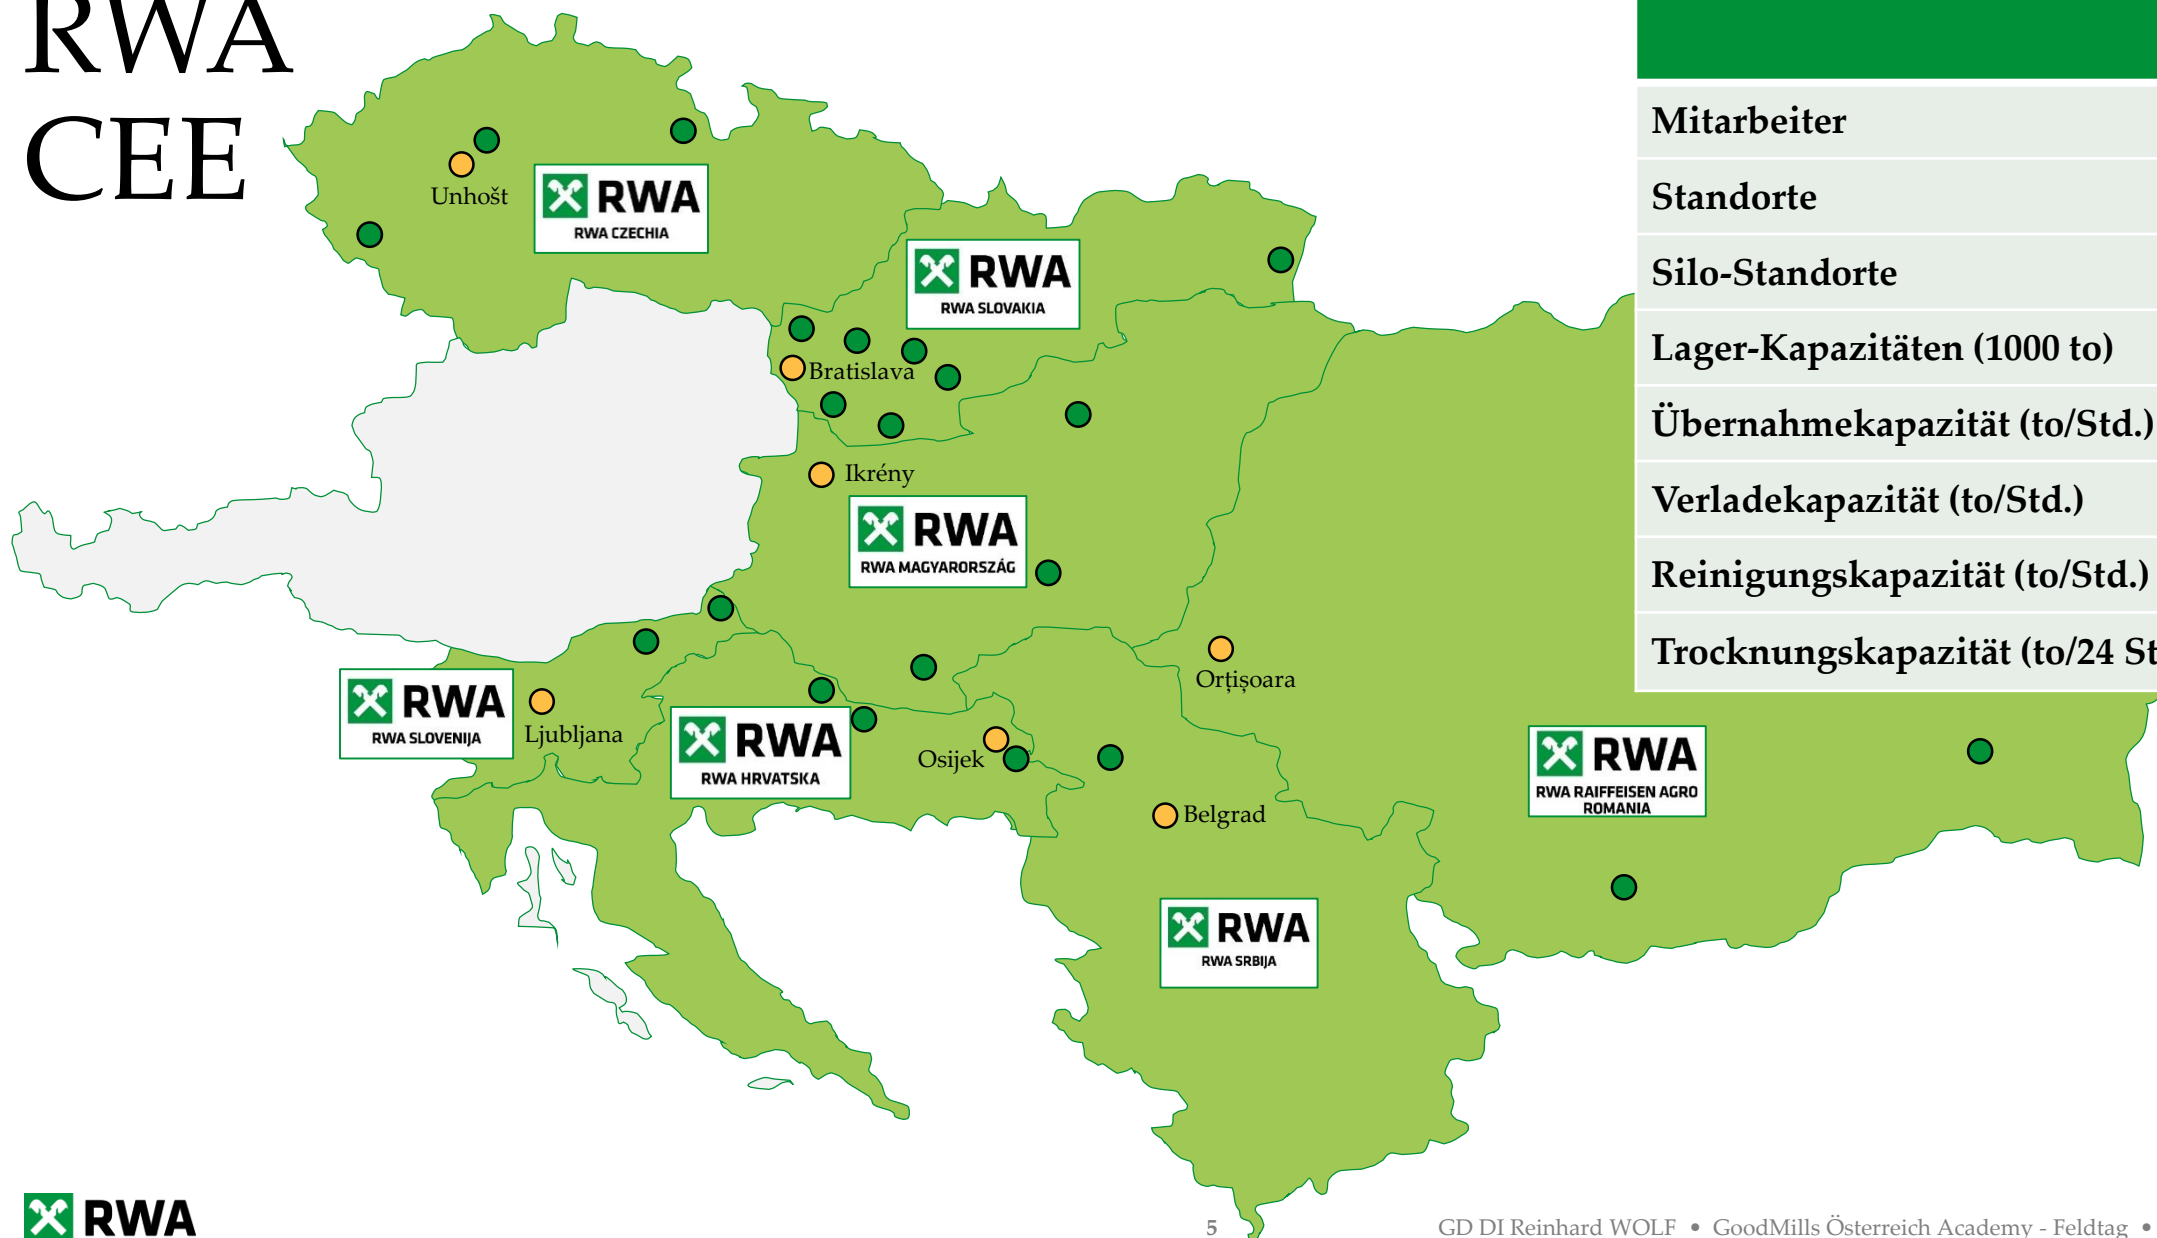 RWA
CEE
Unhošt
RWA
RWA CZECHIA
RWA
RWA SLOVAKIA
Bratislava
Ikrény
RWA
RWA MAGYARORSZÁG
RWA
RWA SLOVENIJA
Ljubljana
RWA
RWA HRVATSKA
Osijek
Orțișoara
Belgrad
RWA
RWA RAIFFEISEN AGRO
ROMANIA
RWA
RWA SRBIJA
Mitarbeiter
Standorte
Silo-Standorte
Lager-Kapazitäten (1000 to)
Übernahmekapazität (to/Std.)
Verladekapazität (to/Std.)
Reinigungskapazität (to/Std.)
Trocknungskapazität (to/24 St
RWA
5
GD DI Reinhard WOLF • GoodMills Österreich Academy - Feldtag •